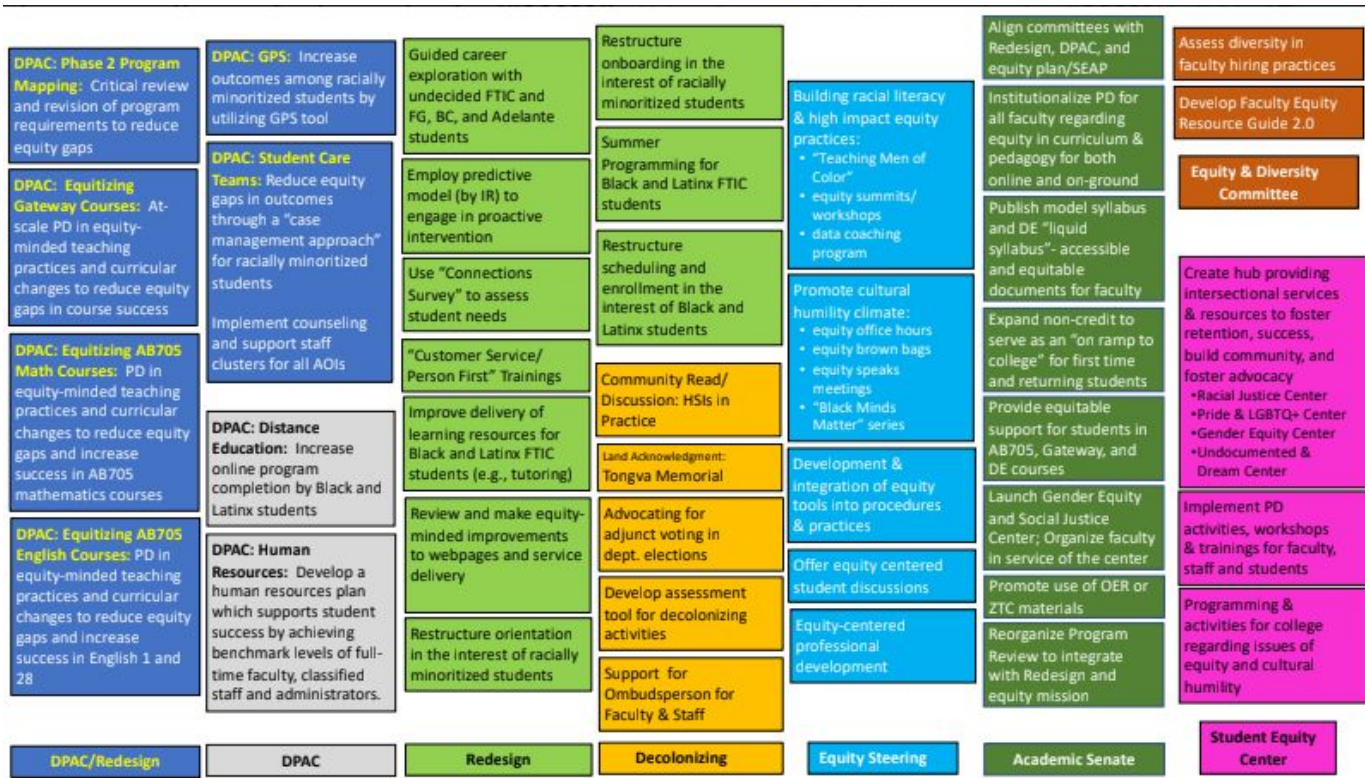 DPAC: Phase 2 Program
Mapping: Critical review
and revision of program
requirements to reduce
equity gaps
DPAC: Equitizing
Gateway Courses: At-
scale PD in equity-
minded teaching
practices and curricular
changes to reduce equity
gaps in course success
DPAC: Equitizing AB705
Math Courses: PD in
equity-minded teaching
practices and curricular
changes to reduce equity
gaps and increase
success in AB705
mathematics courses
DPAC: Equitizing AB705
English Courses: PD in
equity-minded teaching
practices and curricular
changes to reduce equity
gaps and increase
success in English 1 and
28
DPAC/Redesign
DPAC: GPS: Increase
outcomes among racially
minoritized students by
utilizing GPS tool
DPAC: Student Care
Teams: Reduce equity
gaps in outcomes
through a "case
management approach"
for racially minoritized
students
Implement counseling
and support staff
clusters for all AOIs
DPAC: Distance
Education: Increase
online program
completion by Black and
Latinx students
DPAC: Human
Resources: Develop a
human resources plan
which supports student
success by achieving
benchmark levels of full-
time faculty, classified
staff and administrators.
DPAC
Guided career
exploration with
undecided FTIC and
FG, BC, and Adelante
students
Employ predictive
model (by IR) to
engage in proactive
intervention
Use "Connections
Survey" to assess
student needs
"Customer Service/
Person First" Trainings
Improve delivery of
learning resources for
Black and Latinx FTIC
students (e.g., tutoring)
Review and make equity-
minded improvements
to webpages and service
delivery
Restructure orientation
in the interest of racially
minoritized students
Redesign
Restructure
onboarding in the
interest of racially
minoritized students
Summer
Programming for
Black and Latinx FTIC
students
Restructure
scheduling and
enrollment in the
interest of Black and
Latinx students
Community Read/
Discussion: HSIs in
Practice
Land Acknowledgment:
Tongva Memorial
Advocating for
adjunct voting in
dept. elections
Develop assessment
tool for decolonizing
activities
Support for
Ombudsperson for
Faculty & Staff
Decolonizing
Building racial literacy
& high impact equity
practices:
• "Teaching Men of
Color"
• equity summits/
workshops
• data coaching
program
Promote cultural
humility climate:
• equity office hours
• equity brown bags
• equity speaks
meetings
• "Black Minds
Matter" series
Development &
integration of equity
tools into procedures
& practices
Offer equity centered
student discussions
Equity-centered
professional
development
Equity Steering
Align committees with
Redesign, DPAC, and
equity plan/SEAP
Institutionalize PD for
all faculty regarding
equity in curriculum &
pedagogy for both
online and on-ground
Publish model syllabus
and DE "liquid
syllabus"- accessible
and equitable
documents for faculty
Expand non-credit to
serve as an "on ramp to
college" for first time
and returning students
Provide equitable
support for students in
AB705, Gateway, and
DE courses
Launch Gender Equity
and Social Justice
Center; Organize faculty
in service of the center
Promote use of OER or
ZTC materials
Reorganize Program
Review to integrate
with Redesign and
equity mission
Academic Senate
Assess diversity in
faculty hiring practices
Develop Faculty Equity
Resource Guide 2.0
Equity & Diversity
Committee
Create hub providing
intersectional services
& resources to foster
retention, success,
build community, and
foster advocacy
•Racial Justice Center
•Pride & LGBTQ+ Center
•Gender Equity Center
•Undocumented &
Dream Center
Implement PD
activities, workshops
& trainings for faculty,
staff and students
Programming &
activities for college
regarding issues of
equity and cultural
humility
Student Equity
Center